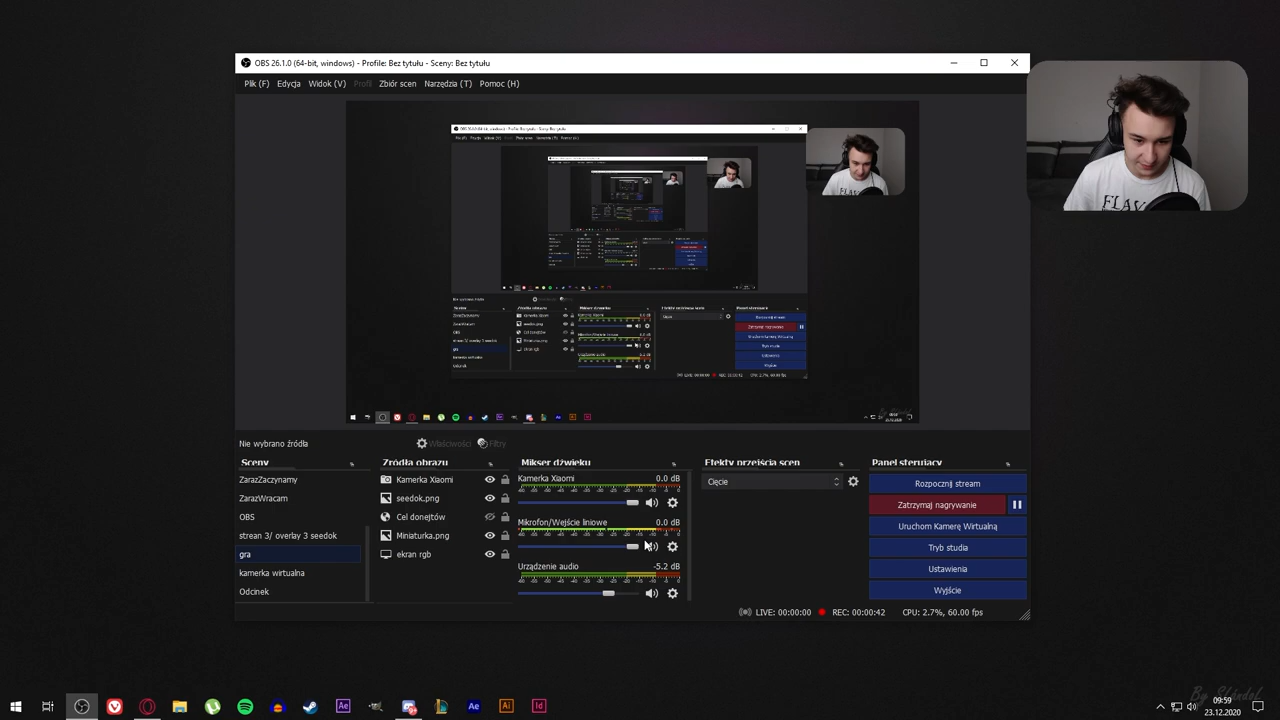 OBS 26.1.0 (64-bit, windows) - Profile: Bez tytułu - Sceny: Bez tytułu
Plik (F) Edycja Widok (V) Profil Zbiór scen Narzędzia (T) Pomoc (H)
Nie wybrano źródła Właściwości Filtry
Sceny
ZarazZaczynamy
ZarazWracam
OBS
strean 3/ overlay 3 seedok
gra
kamerka wirtualna
Odcinek
Źródła obrazu
Kamerka Xiaomi
seedok.png
Cel donejtów
Miniaturka.png
ekran rgb
Mikser dźwięku
Kamerka Xiaomi 0.0 dB
Mikrofon/Wejście liniowe 0.0 dB
Urządzenie audio -5.2 dB
Efekty przejścia scen
Cięcie
Panel sterujący
Rozpocznij stream
Zatrzymaj nagrywanie
Uruchom Kamerę Wirtualną
Tryb studia
Ustawienia
Wyjście
LIVE: 00:00:00 REC: 00:00:42 CPU: 2.7%, 60.00 fps
09:59
23.12.2020